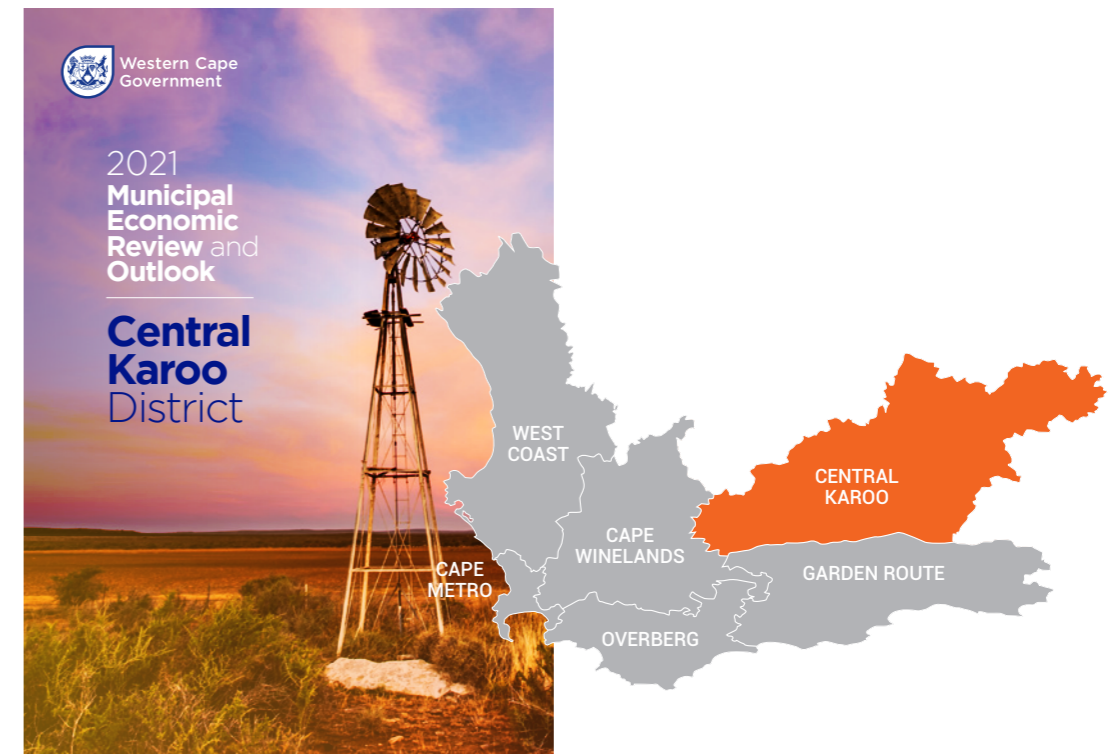 Western Cape
Government
2021
Municipal
Economic
Review and
Outlook
Central
Karoo
District
WEST
COAST
CAPE
WINELANDS
CAPE
METRO
OVERBERG
CENTRAL
KAROO
GARDEN ROUTE